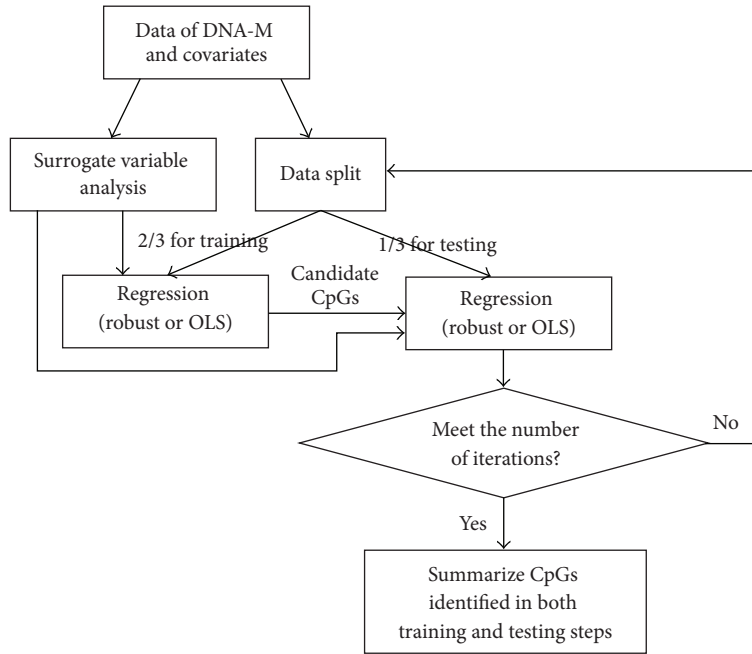 Data of DNA-M
and covariates
Surrogate variable
analysis
Data split
2/3 for training
1/3 for testing
Regression
(robust or OLS)
Candidate
CpGs
Regression
(robust or OLS)
Meet the number
of iterations?
No
Yes
Summarize CpGs
identified in both
training and testing steps